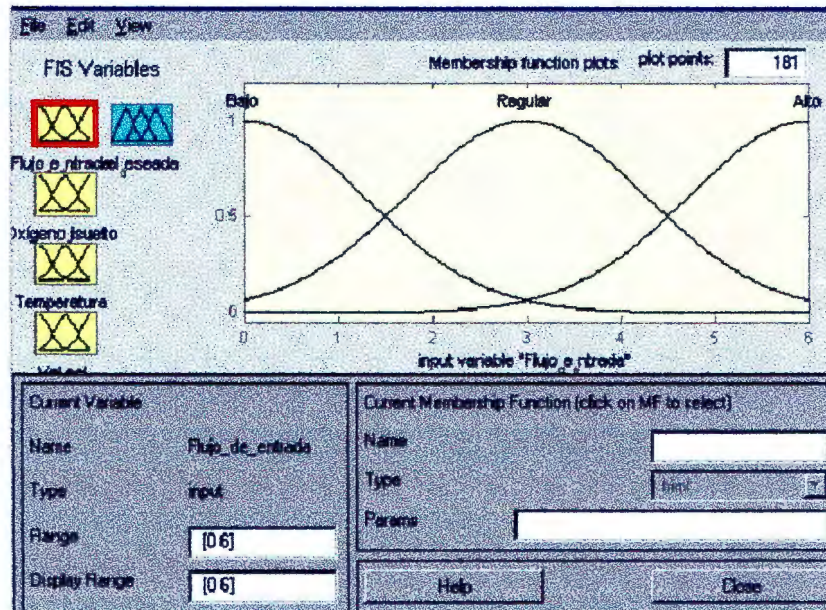 File Edit View
FIS Variables
Membership function plots plot points: 181
Bajo Regular Alto
1
0.5
0
0 1 2 3 4 5 6
input variable "Flujo_e_ntrada"
Oxigeno_isuelto
Temperatura
Current Variable
Name Flujo_de_entrada
Type input
Range [0 6]
Display Range [0 6]
Current Membership Function (click on MF to select)
Name
Type
Params
Help Close